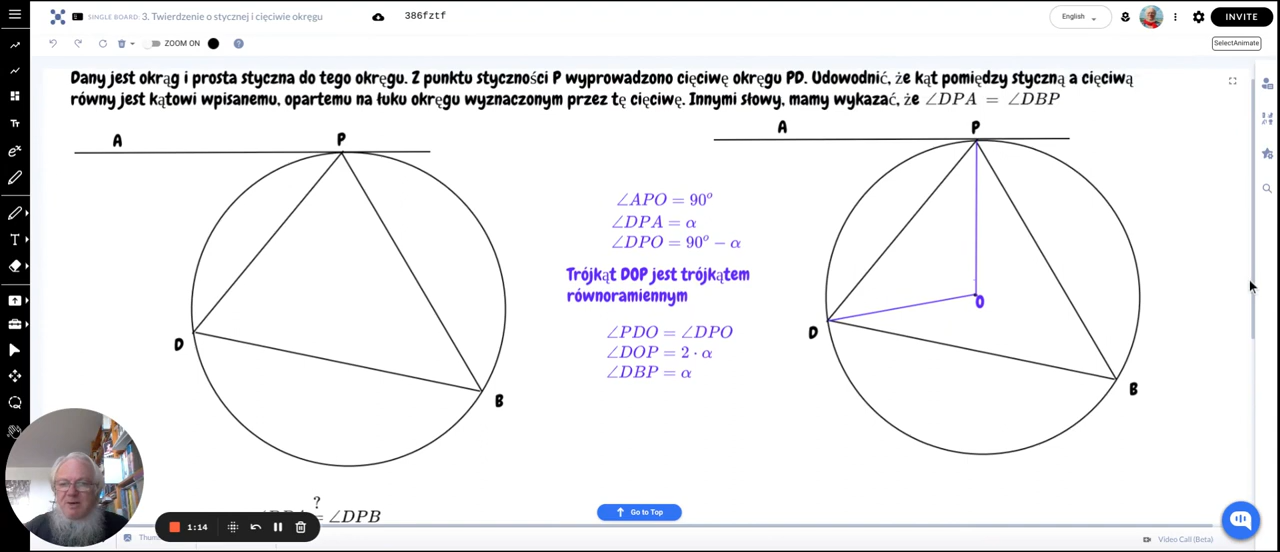 SINGLE BOARD: 3. Twierdzenie o stycznej i cięciwie okręgu
386fztf
English
INVITE
ZOOM ON
SelectAnimate
Dany jest okrąg i prosta styczna do tego okręgu. Z punktu styczności P wyprowadzono cięciwę okręgu PD. Udowodnić, że kąt pomiędzy styczną a cięciwą
równy jest kątowi wpisanemu, opartemu na łuku okręgu wyznaczonym przez tę cięciwę. Innymi słowy, mamy wykazać, że ∠DPA = ∠DBP
A
P
D
B
∠APO = 90°
∠DPA = α
∠DPO = 90° − α
Trójkąt DOP jest trójkątem
równoramiennym
∠PDO = ∠DPO
∠DOP = 2 · α
∠DBP = α
A
P
O
D
B
?
= ∠DPB
Go to Top
1:14
Video Call (Beta)